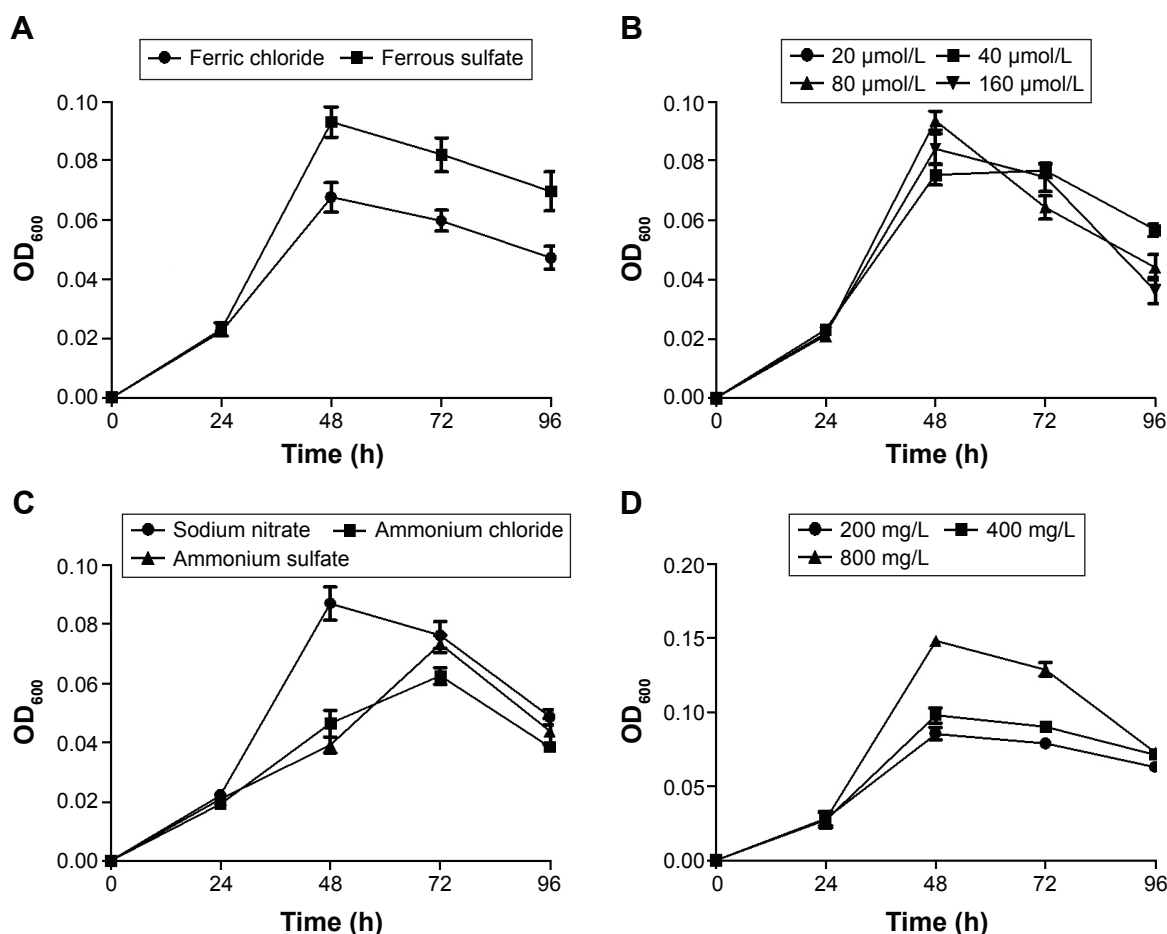 A
Ferric chloride Ferrous sulfate
0.10
0.08
0.06
0.04
0.02
0.00
OD600
0 24 48 72 96
Time (h)
B
20 µmol/L 40 µmol/L
80 µmol/L 160 µmol/L
0.10
0.08
0.06
0.04
0.02
0.00
OD600
0 24 48 72 96
Time (h)
C
Sodium nitrate Ammonium chloride
Ammonium sulfate
0.10
0.08
0.06
0.04
0.02
0.00
OD600
0 24 48 72 96
Time (h)
D
200 mg/L 400 mg/L
800 mg/L
0.20
0.15
0.10
0.05
0.00
OD600
0 24 48 72 96
Time (h)